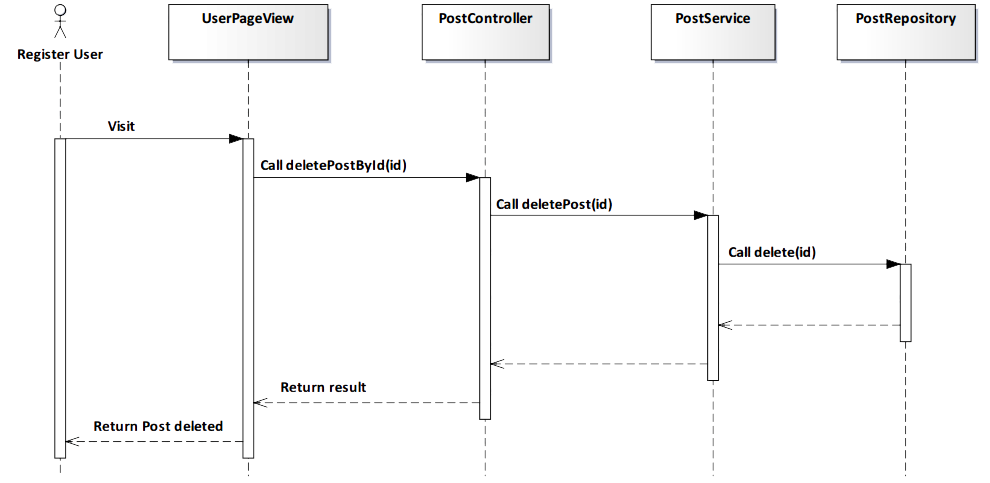 UserPageView
PostController
PostService
PostRepository
Register User
Visit
Call deletePostById(id)
Call deletePost(id)
Call delete(id)
Return result
Return Post deleted